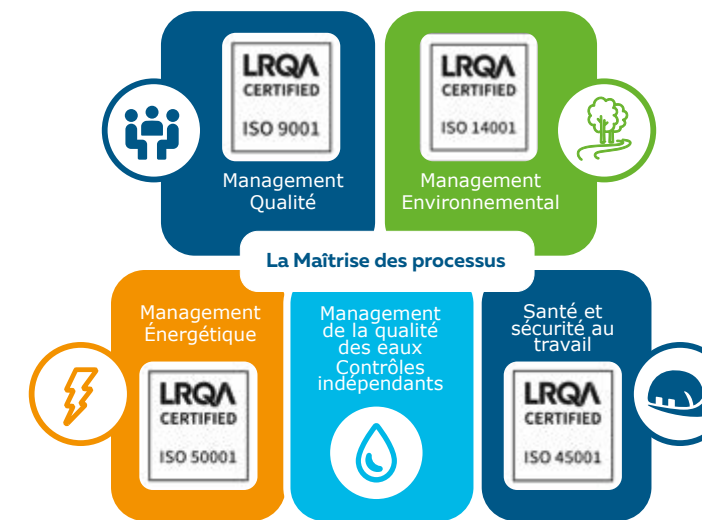 LRQA
CERTIFIED
ISO 9001
Management
Qualité
LRQA
CERTIFIED
ISO 14001
Management
Environnemental
La Maîtrise des processus
Management
Énergétique
LRQA
CERTIFIED
ISO 50001
Management
de la qualité
des eaux
Contrôles
indépendants
Santé et
sécurité au
travail
LRQA
CERTIFIED
ISO 45001